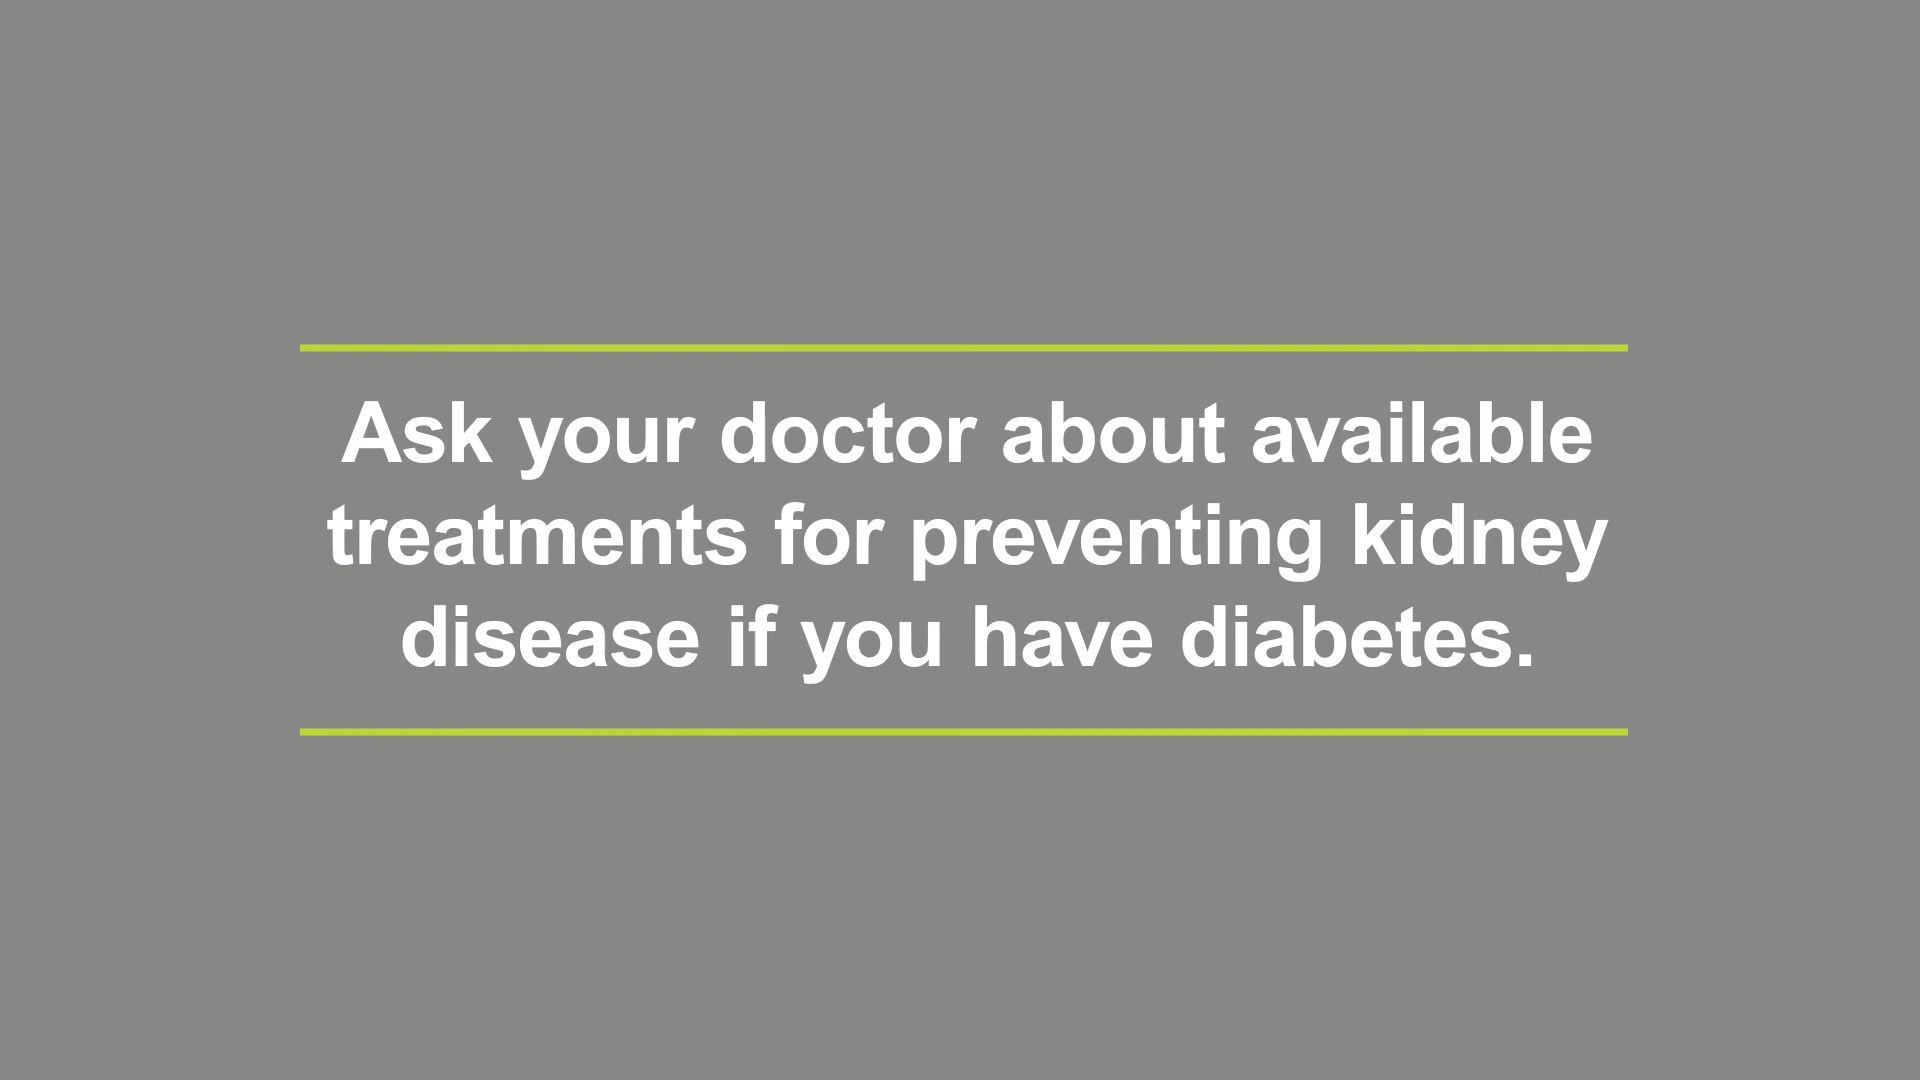 Ask your doctor about available
treatments for preventing kidney
disease if you have diabetes.